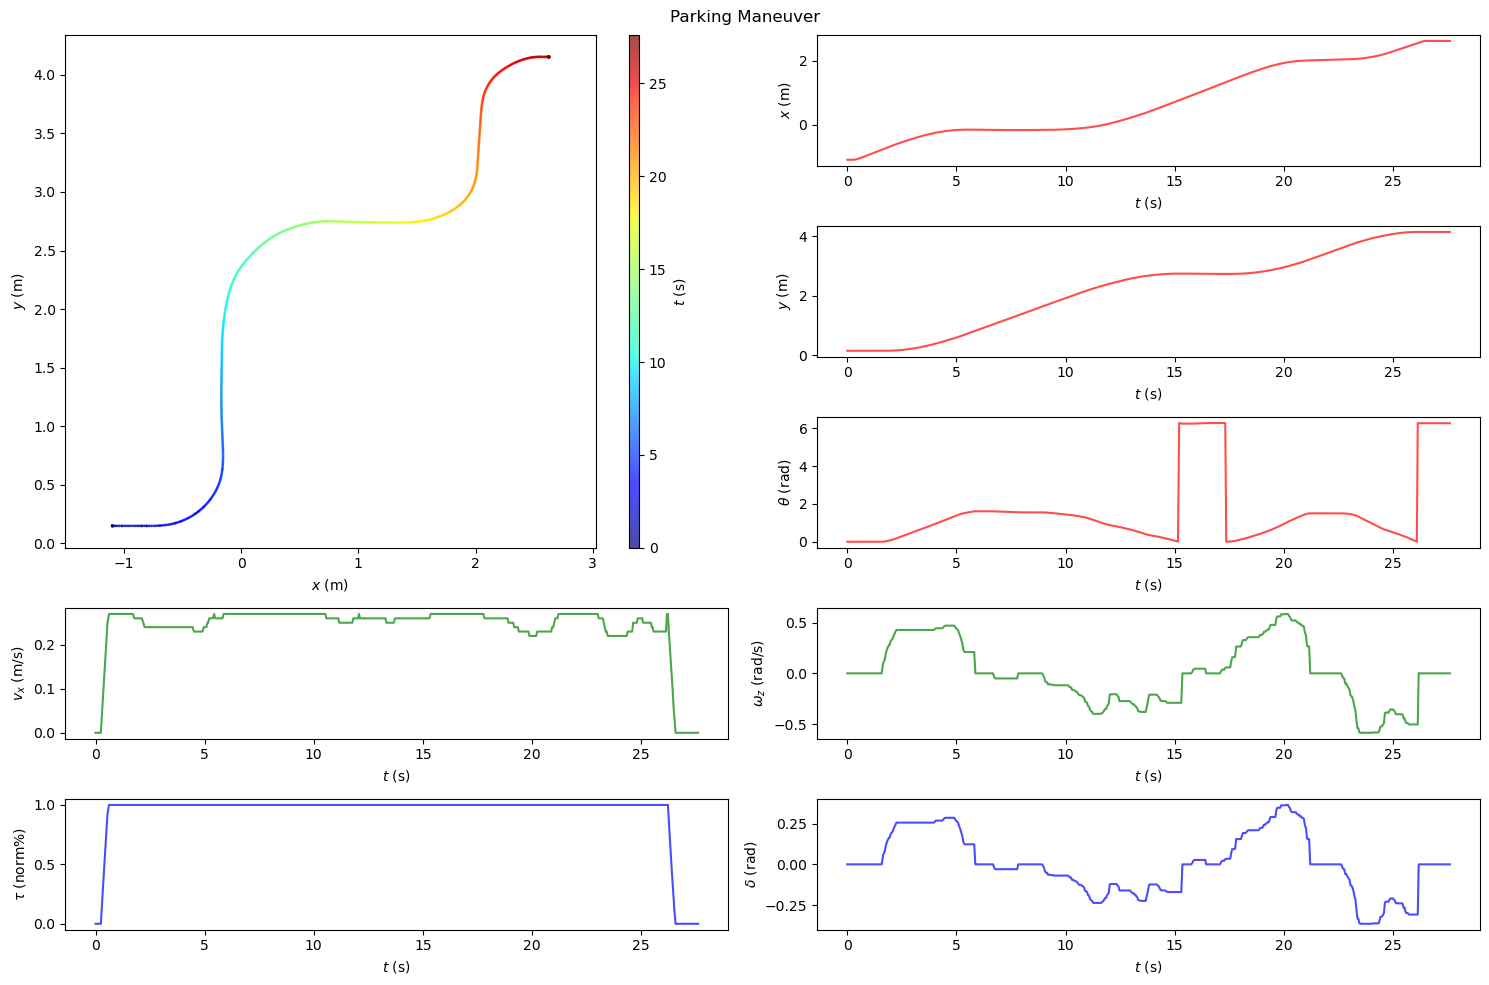 Parking Maneuver
4.0
3.5
3.0
2.5
2.0
1.5
1.0
0.5
0.0
y (m)
−1 0 1 2 3
x (m)
25
20
15
10
5
0
t (s)
2
0
x (m)
0 5 10 15 20 25
t (s)
4
2
0
y (m)
0 5 10 15 20 25
t (s)
6
4
2
0
θ (rad)
0 5 10 15 20 25
t (s)
0.2
0.1
0.0
vₓ (m/s)
0 5 10 15 20 25
t (s)
0.5
0.0
−0.5
ω_z (rad/s)
0 5 10 15 20 25
t (s)
1.0
0.5
0.0
τ (norm%)
0 5 10 15 20 25
t (s)
0.25
0.00
−0.25
δ (rad)
0 5 10 15 20 25
t (s)